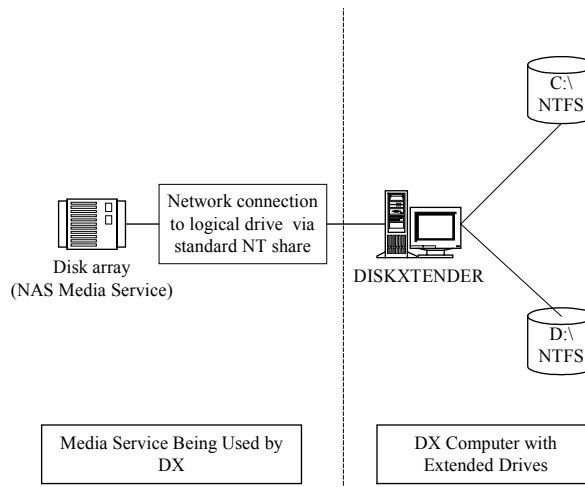 C:\
NTFS
Network connection
to logical drive via
standard NT share
Disk array
(NAS Media Service)
DISKXTENDER
D:\
NTFS
Media Service Being Used by
DX
DX Computer with
Extended Drives